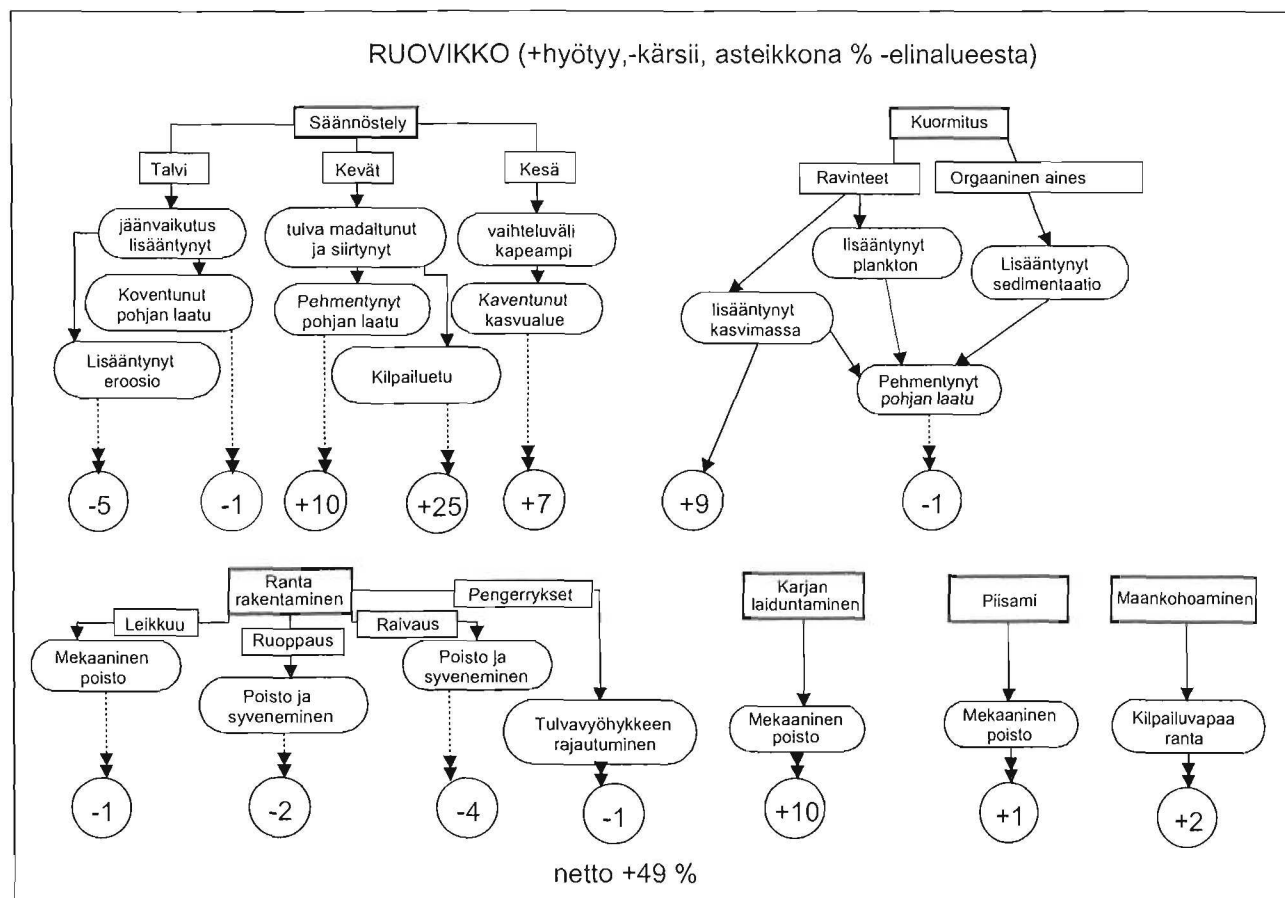 RUOVIKKO (+hyötyy,-kärsii, asteikkona % -elinalueesta)
Säännöstely
Talvi
Kevät
Kesä
jäänvaikutus
lisääntynyt
tulva madaltunut
ja siirtynyt
vaihteluväli
kapeampi
Koventunut
pohjan laatu
Pehmentynyt
pohjan laatu
Kaventunut
kasvualue
Lisääntynyt
eroosio
Kilpailuetu
-5
-1
+10
+25
+7
Kuormitus
Ravinteet
Orgaaninen aines
lisääntynyt
plankton
Lisääntynyt
sedimentaatio
lisääntynyt
kasvimassa
Pehmentynyt
pohjan laatu
+9
-1
Ranta
rakentaminen
Pengerrykset
Leikkuu
Ruoppaus
Raivaus
Mekaaninen
poisto
Poisto ja
syveneminen
Poisto ja
syveneminen
Tulvavyöhykkeen
rajautuminen
-1
-2
-4
-1
Karjan
laiduntaminen
Mekaaninen
poisto
+10
Piisami
Mekaaninen
poisto
+1
Maankohoaminen
Kilpailuvapaa
ranta
+2
netto +49 %